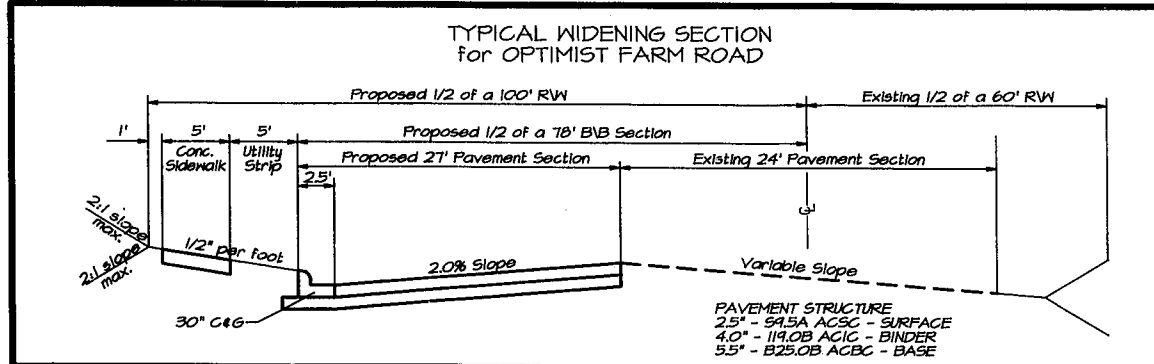 TYPICAL WIDENING SECTION
for OPTIMIST FARM ROAD
Proposed 1/2 of a 100' R\W
Existing 1/2 of a 60' R\W
1'
5'
5'
Proposed 1/2 of a 78' B\B Section
Conc.
Sidewalk
Utility
Strip
Proposed 27' Pavement Section
Existing 24' Pavement Section
2.5'
2:1 slope
max.
2:1 slope
max.
1/2" per foot
2.0% Slope
Variable Slope
CL
30" C&G
PAVEMENT STRUCTURE
2.5" - S9.5A ACSC - SURFACE
4.0" - I19.0B ACIC - BINDER
5.5" - B25.0B ACBC - BASE